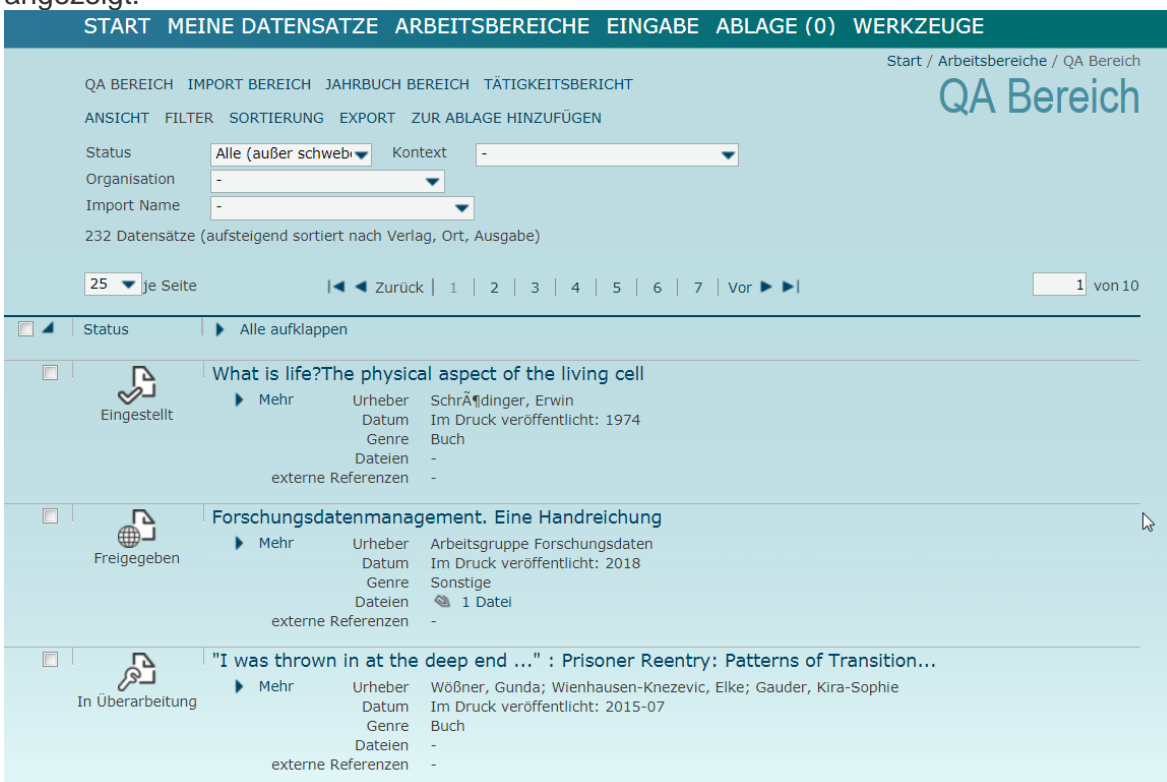 angezeigt.
START MEINE DATENSÄTZE ARBEITSBEREICHE EINGABE ABLAGE (0) WERKZEUGE
Start / Arbeitsbereiche / QA Bereich
QA BEREICH IMPORT BEREICH JAHRBUCH BEREICH TÄTIGKEITSBERICHT
QA Bereich
ANSICHT FILTER SORTIERUNG EXPORT ZUR ABLAGE HINZUFÜGEN
Status Alle (außer schweb Kontext -
Organisation -
Import Name -
232 Datensätze (aufsteigend sortiert nach Verlag, Ort, Ausgabe)
25 je Seite Zurück | 1 | 2 | 3 | 4 | 5 | 6 | 7 | Vor 1 von 10
Status Alle aufklappen
What is life?The physical aspect of the living cell
Eingestellt
Mehr Urheber SchrÃ¶dinger, Erwin
Datum Im Druck veröffentlicht: 1974
Genre Buch
Dateien -
externe Referenzen -
Forschungsdatenmanagement. Eine Handreichung
Freigegeben
Mehr Urheber Arbeitsgruppe Forschungsdaten
Datum Im Druck veröffentlicht: 2018
Genre Sonstige
Dateien 1 Datei
externe Referenzen -
"I was thrown in at the deep end ..." : Prisoner Reentry: Patterns of Transition...
In Überarbeitung
Mehr Urheber Wößner, Gunda; Wienhausen-Knezevic, Elke; Gauder, Kira-Sophie
Datum Im Druck veröffentlicht: 2015-07
Genre Buch
Dateien -
externe Referenzen -